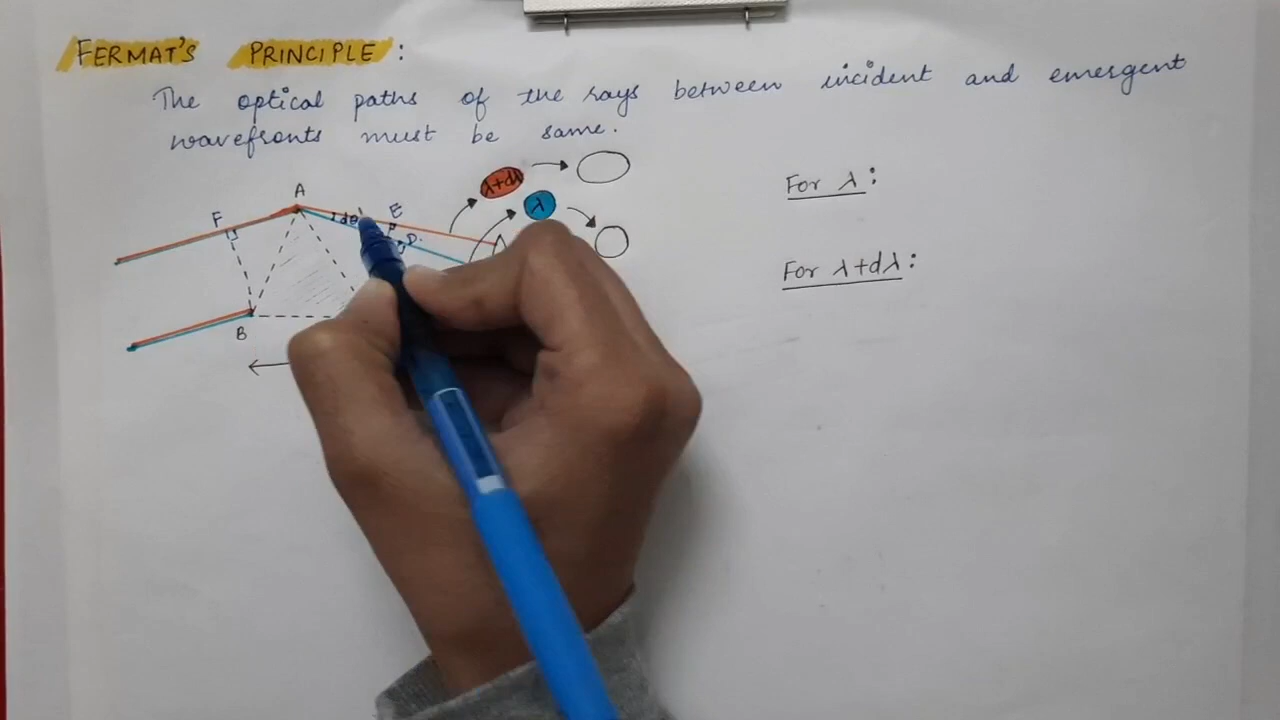 FERMAT'S PRINCIPLE :
The optical paths of the rays between incident and emergent
wavefronts must be same.
λ+dλ
λ
A
F
E
dθ
D
B
For λ :
For λ+dλ :